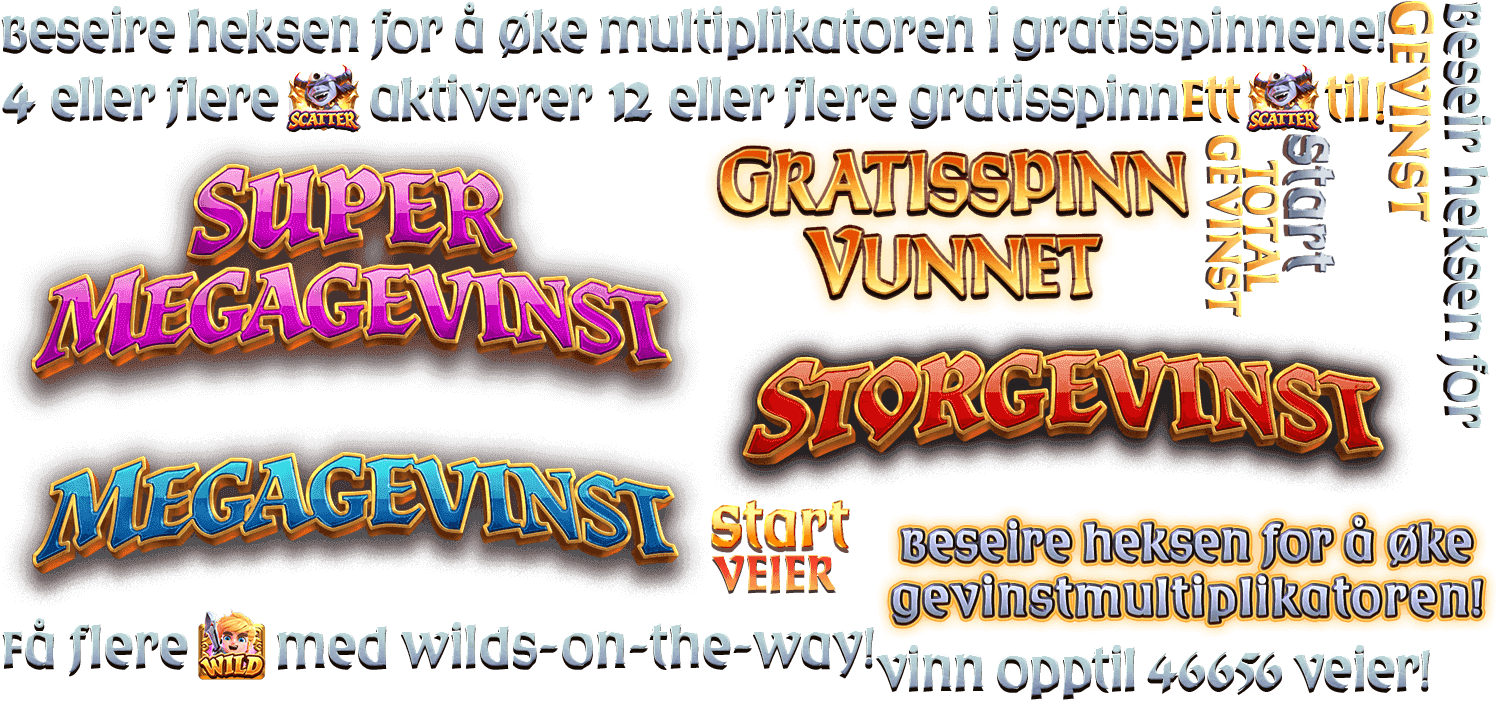 Beseire heksen for å øke multiplikatoren i gratisspinnene!
4 eller flere SCATTER aktiverer 12 eller flere gratisspinn
Ett SCATTER til!
GEVINST
Beseir heksen for
SUPER
MEGAGEVINST
GRATISSPINN
VUNNET
TOTAL
GEVINST
Start
STORGEVINST
MEGAGEVINST
Start
VEIER
Beseire heksen for å øke
gevinstmultiplikatoren!
Få flere WILD med wilds-on-the-way!
vinn opptil 46656 veier!